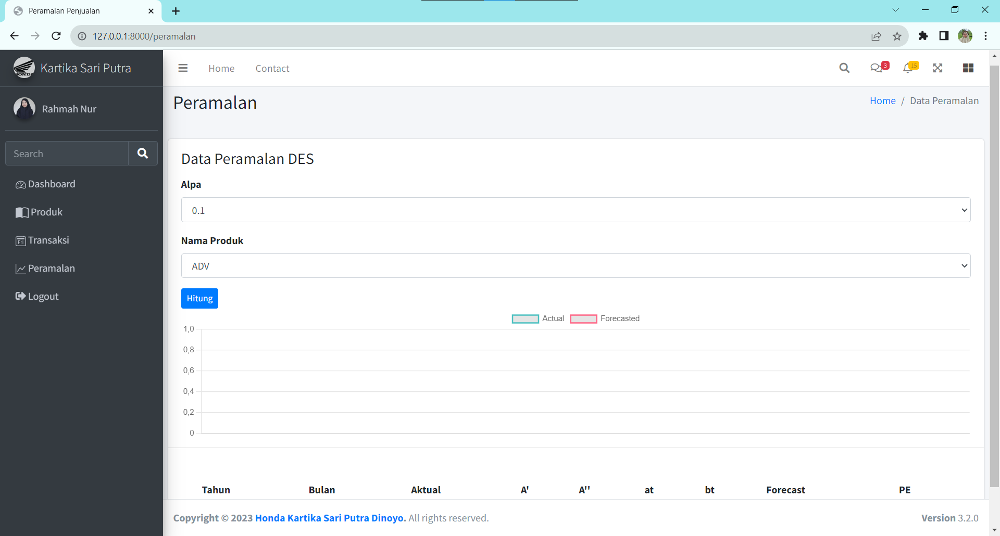 Peramalan Penjualan
127.0.0.1:8000/peramalan
HONDA
Kartika Sari Putra
Home
Contact
3
15
Rahmah Nur
Peramalan
Home / Data Peramalan
Search
Dashboard
Produk
Fri
Transaksi
Peramalan
Logout
Data Peramalan DES
Alpa
0.1
Nama Produk
ADV
Hitung
Actual
Forecasted
1,0
0,8
0,6
0,4
0,2
0
Tahun Bulan Aktual A' A'' at bt Forecast PE
Copyright © 2023 Honda Kartika Sari Putra Dinoyo. All rights reserved.
Version 3.2.0